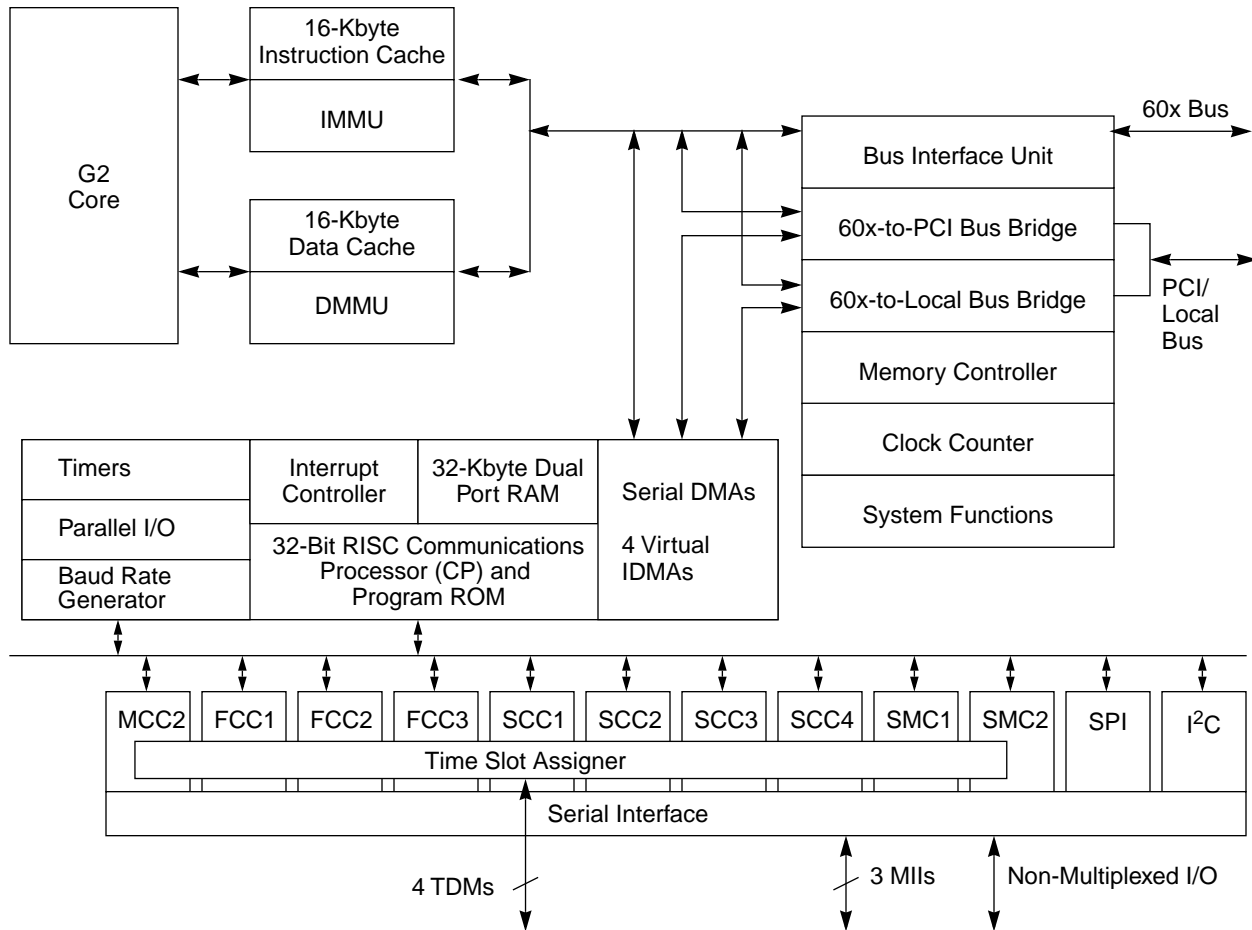 G2
Core
16-Kbyte
Instruction Cache
IMMU
16-Kbyte
Data Cache
DMMU
Bus Interface Unit
60x-to-PCI Bus Bridge
60x-to-Local Bus Bridge
Memory Controller
Clock Counter
System Functions
60x Bus
PCI/
Local
Bus
Timers
Parallel I/O
Baud Rate
Generator
Interrupt
Controller
32-Kbyte Dual
Port RAM
32-Bit RISC Communications
Processor (CP) and
Program ROM
Serial DMAs
4 Virtual
IDMAs
MCC2
FCC1
FCC2
FCC3
SCC1
SCC2
SCC3
SCC4
SMC1
SMC2
SPI
I²C
Time Slot Assigner
Serial Interface
4 TDMs
3 MIIs
Non-Multiplexed I/O